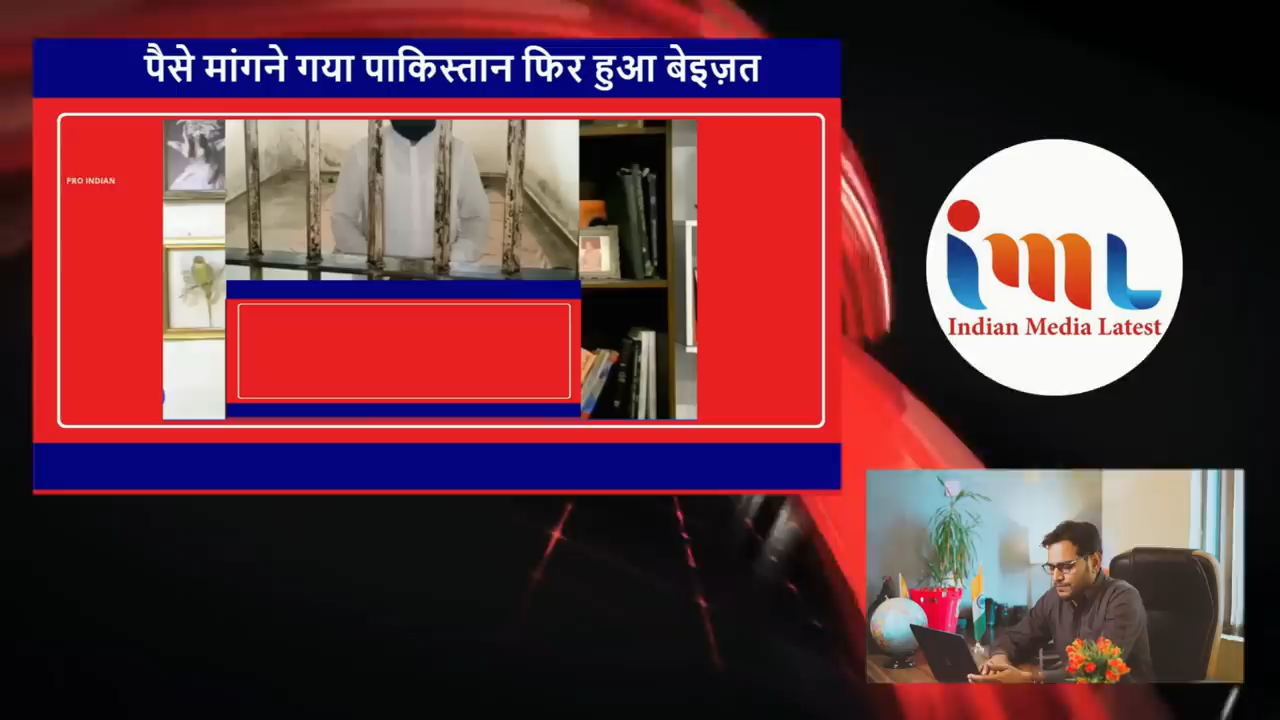 पैसे मांगने गया पाकिस्तान फिर हुआ बेइज़त
PRO INDIAN
iml
Indian Media Latest